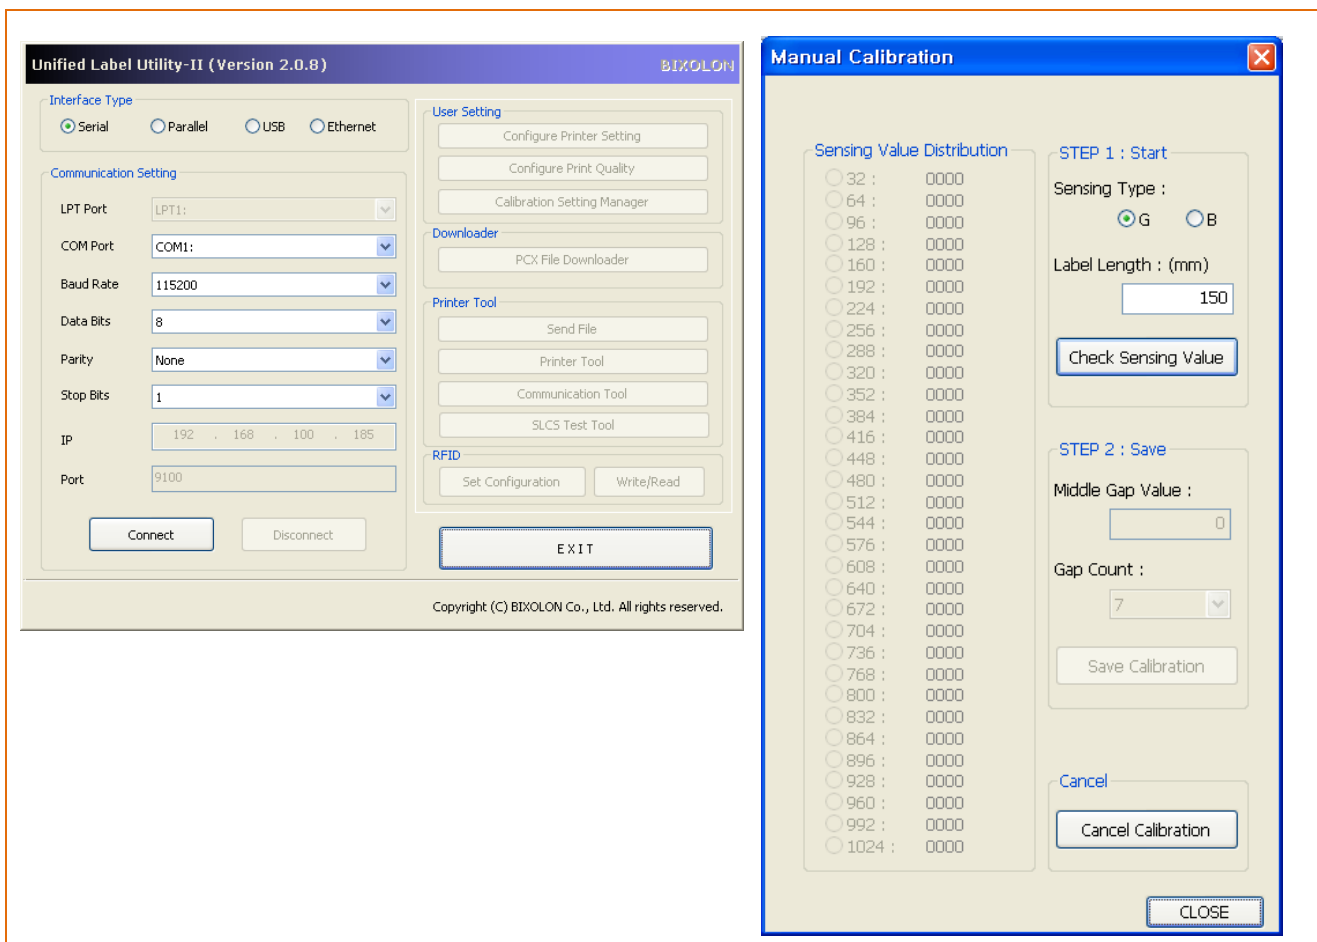 Unified Label Utility-II (Version 2.0.8)
BIXOLON
Interface Type
Serial Parallel USB Ethernet
Communication Setting
LPT Port LPT1:
COM Port COM1:
Baud Rate 115200
Data Bits 8
Parity None
Stop Bits 1
IP 192 . 168 . 100 . 185
Port 9100
Connect Disconnect
User Setting
Configure Printer Setting
Configure Print Quality
Calibration Setting Manager
Downloader
PCX File Downloader
Printer Tool
Send File
Printer Tool
Communication Tool
SLCS Test Tool
RFID
Set Configuration Write/Read
EXIT
Copyright (C) BIXOLON Co., Ltd. All rights reserved.
Manual Calibration
Sensing Value Distribution
32 : 0000
64 : 0000
96 : 0000
128 : 0000
160 : 0000
192 : 0000
224 : 0000
256 : 0000
288 : 0000
320 : 0000
352 : 0000
384 : 0000
416 : 0000
448 : 0000
480 : 0000
512 : 0000
544 : 0000
576 : 0000
608 : 0000
640 : 0000
672 : 0000
704 : 0000
736 : 0000
768 : 0000
800 : 0000
832 : 0000
864 : 0000
896 : 0000
928 : 0000
960 : 0000
992 : 0000
1024 : 0000
STEP 1 : Start
Sensing Type :
G B
Label Length : (mm)
150
Check Sensing Value
STEP 2 : Save
Middle Gap Value :
0
Gap Count :
7
Save Calibration
Cancel
Cancel Calibration
CLOSE